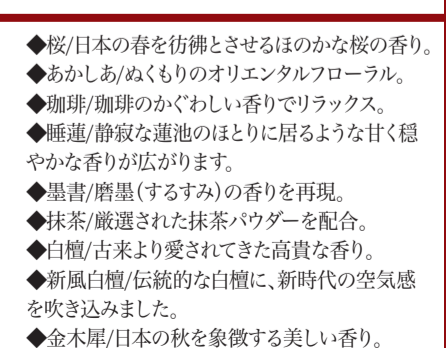 ◆桜/日本の春を彷彿とさせるほのかな桜の香り。
◆あかしあ/ぬくもりのオリエンタルフローラル。
◆珈琲/珈琲のかぐわしい香りでリラックス。
◆睡蓮/静寂な蓮池のほとりに居るような甘く穏
やかな香りが広がります。
◆墨書/磨墨(するすみ)の香りを再現。
◆抹茶/厳選された抹茶パウダーを配合。
◆白檀/古来より愛されてきた高貴な香り。
◆新風白檀/伝統的な白檀に、新時代の空気感
を吹き込みました。
◆金木犀/日本の秋を象徴する美しい香り。